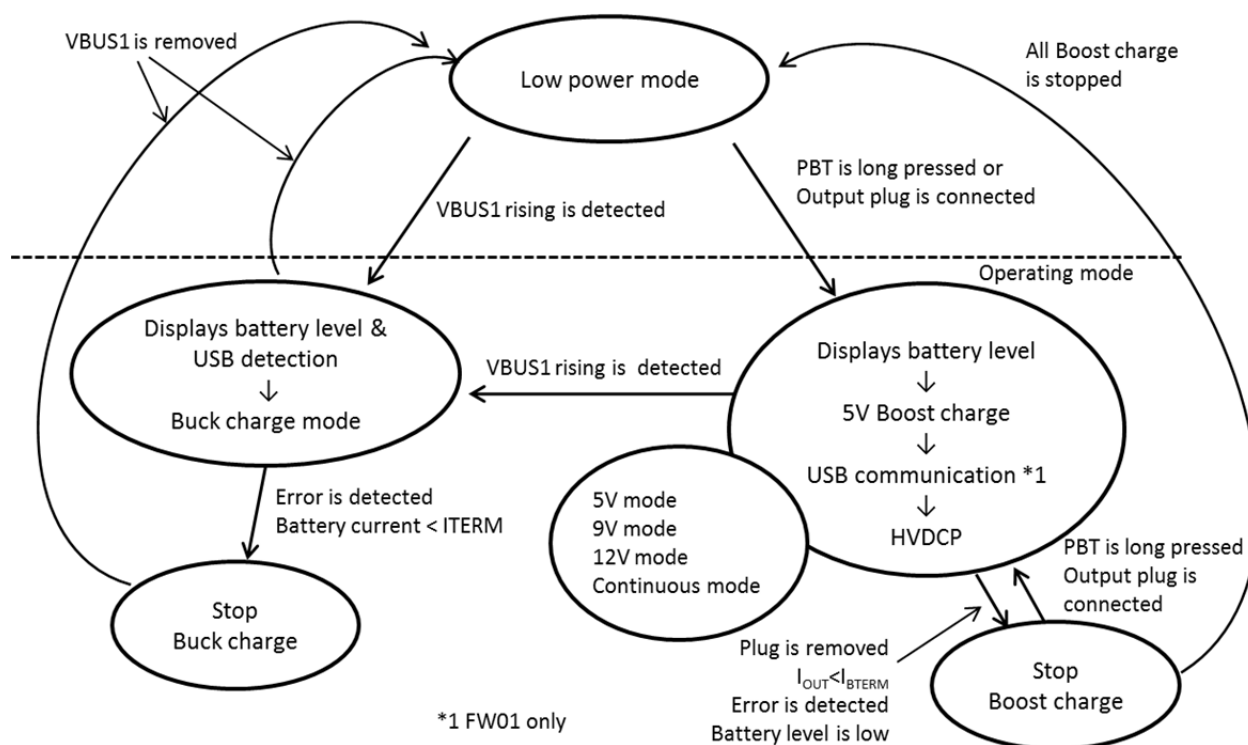 VBUS1 is removed
Low power mode
All Boost charge
is stopped
PBT is long pressed or
Output plug is connected
VBUS1 rising is detected
Operating mode
Displays battery level &
USB detection
↓
Buck charge mode
VBUS1 rising is detected
Displays battery level
↓
5V Boost charge
↓
USB communication *1
↓
HVDCP
Error is detected
Battery current < ITERM
5V mode
9V mode
12V mode
Continuous mode
PBT is long pressed
Output plug is
connected
Stop
Buck charge
Plug is removed
IOUT<IBTERM
Error is detected
Battery level is low
Stop
Boost charge
*1 FW01 only